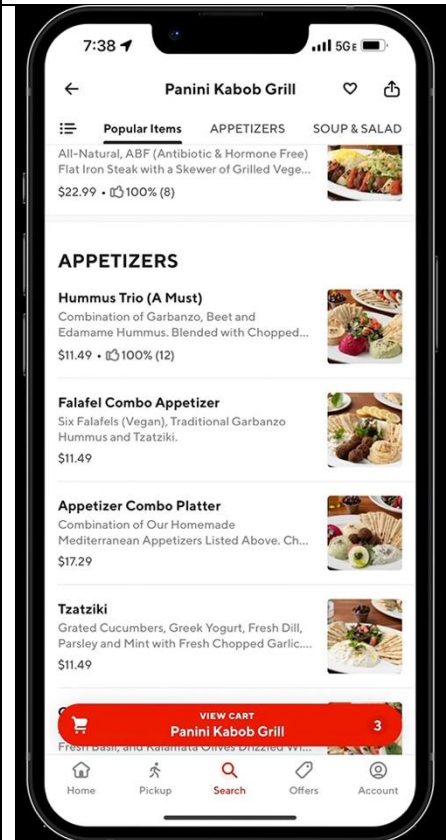 7:38
5GE
Panini Kabob Grill
Popular Items APPETIZERS SOUP & SALAD
All-Natural, ABF (Antibiotic & Hormone Free)
Flat Iron Steak with a Skewer of Grilled Vege...
$22.99 • 100% (8)
APPETIZERS
Hummus Trio (A Must)
Combination of Garbanzo, Beet and
Edamame Hummus. Blended with Chopped...
$11.49 • 100% (12)
Falafel Combo Appetizer
Six Falafels (Vegan), Traditional Garbanzo
Hummus and Tzatziki.
$11.49
Appetizer Combo Platter
Combination of Our Homemade
Mediterranean Appetizers Listed Above. Ch...
$17.29
Tzatziki
Grated Cucumbers, Greek Yogurt, Fresh Dill,
Parsley and Mint with Fresh Chopped Garlic....
$11.49
VIEW CART
Panini Kabob Grill 3
Fresh Basil, and Kalamata Olives Drizzled Wi...
Home Pickup Search Offers Account